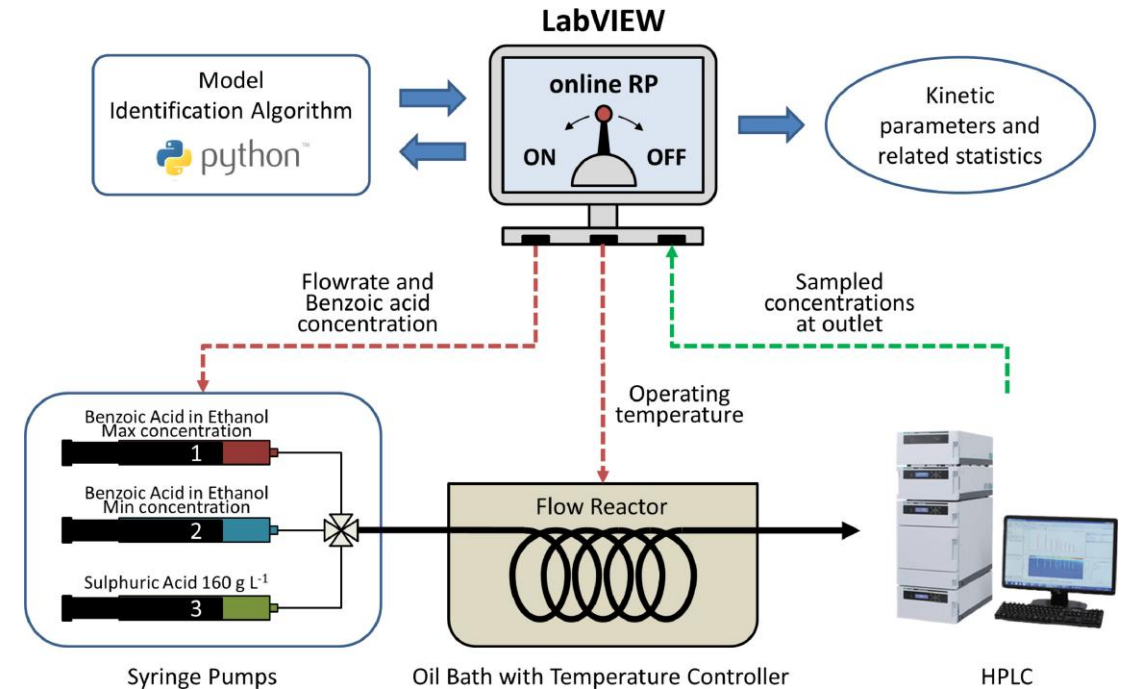 LabVIEW
Model
Identification Algorithm
python™
online RP
ON
OFF
Kinetic
parameters and
related statistics
Flowrate and
Benzoic acid
concentration
Sampled
concentrations
at outlet
Operating
temperature
Benzoic Acid in Ethanol
Max concentration
1
Benzoic Acid in Ethanol
Min concentration
2
Sulphuric Acid 160 g L⁻¹
3
Flow Reactor
Syringe Pumps
Oil Bath with Temperature Controller
HPLC